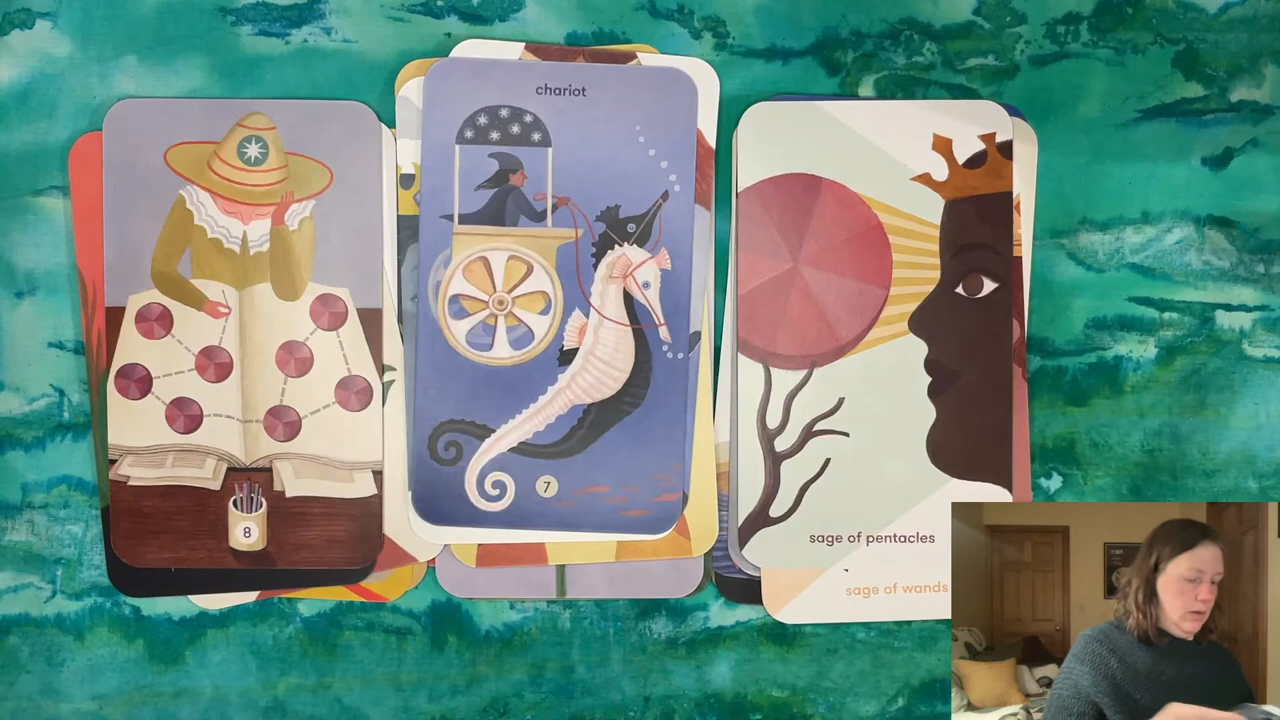 chariot
8
7
sage of pentacles
sage of wands